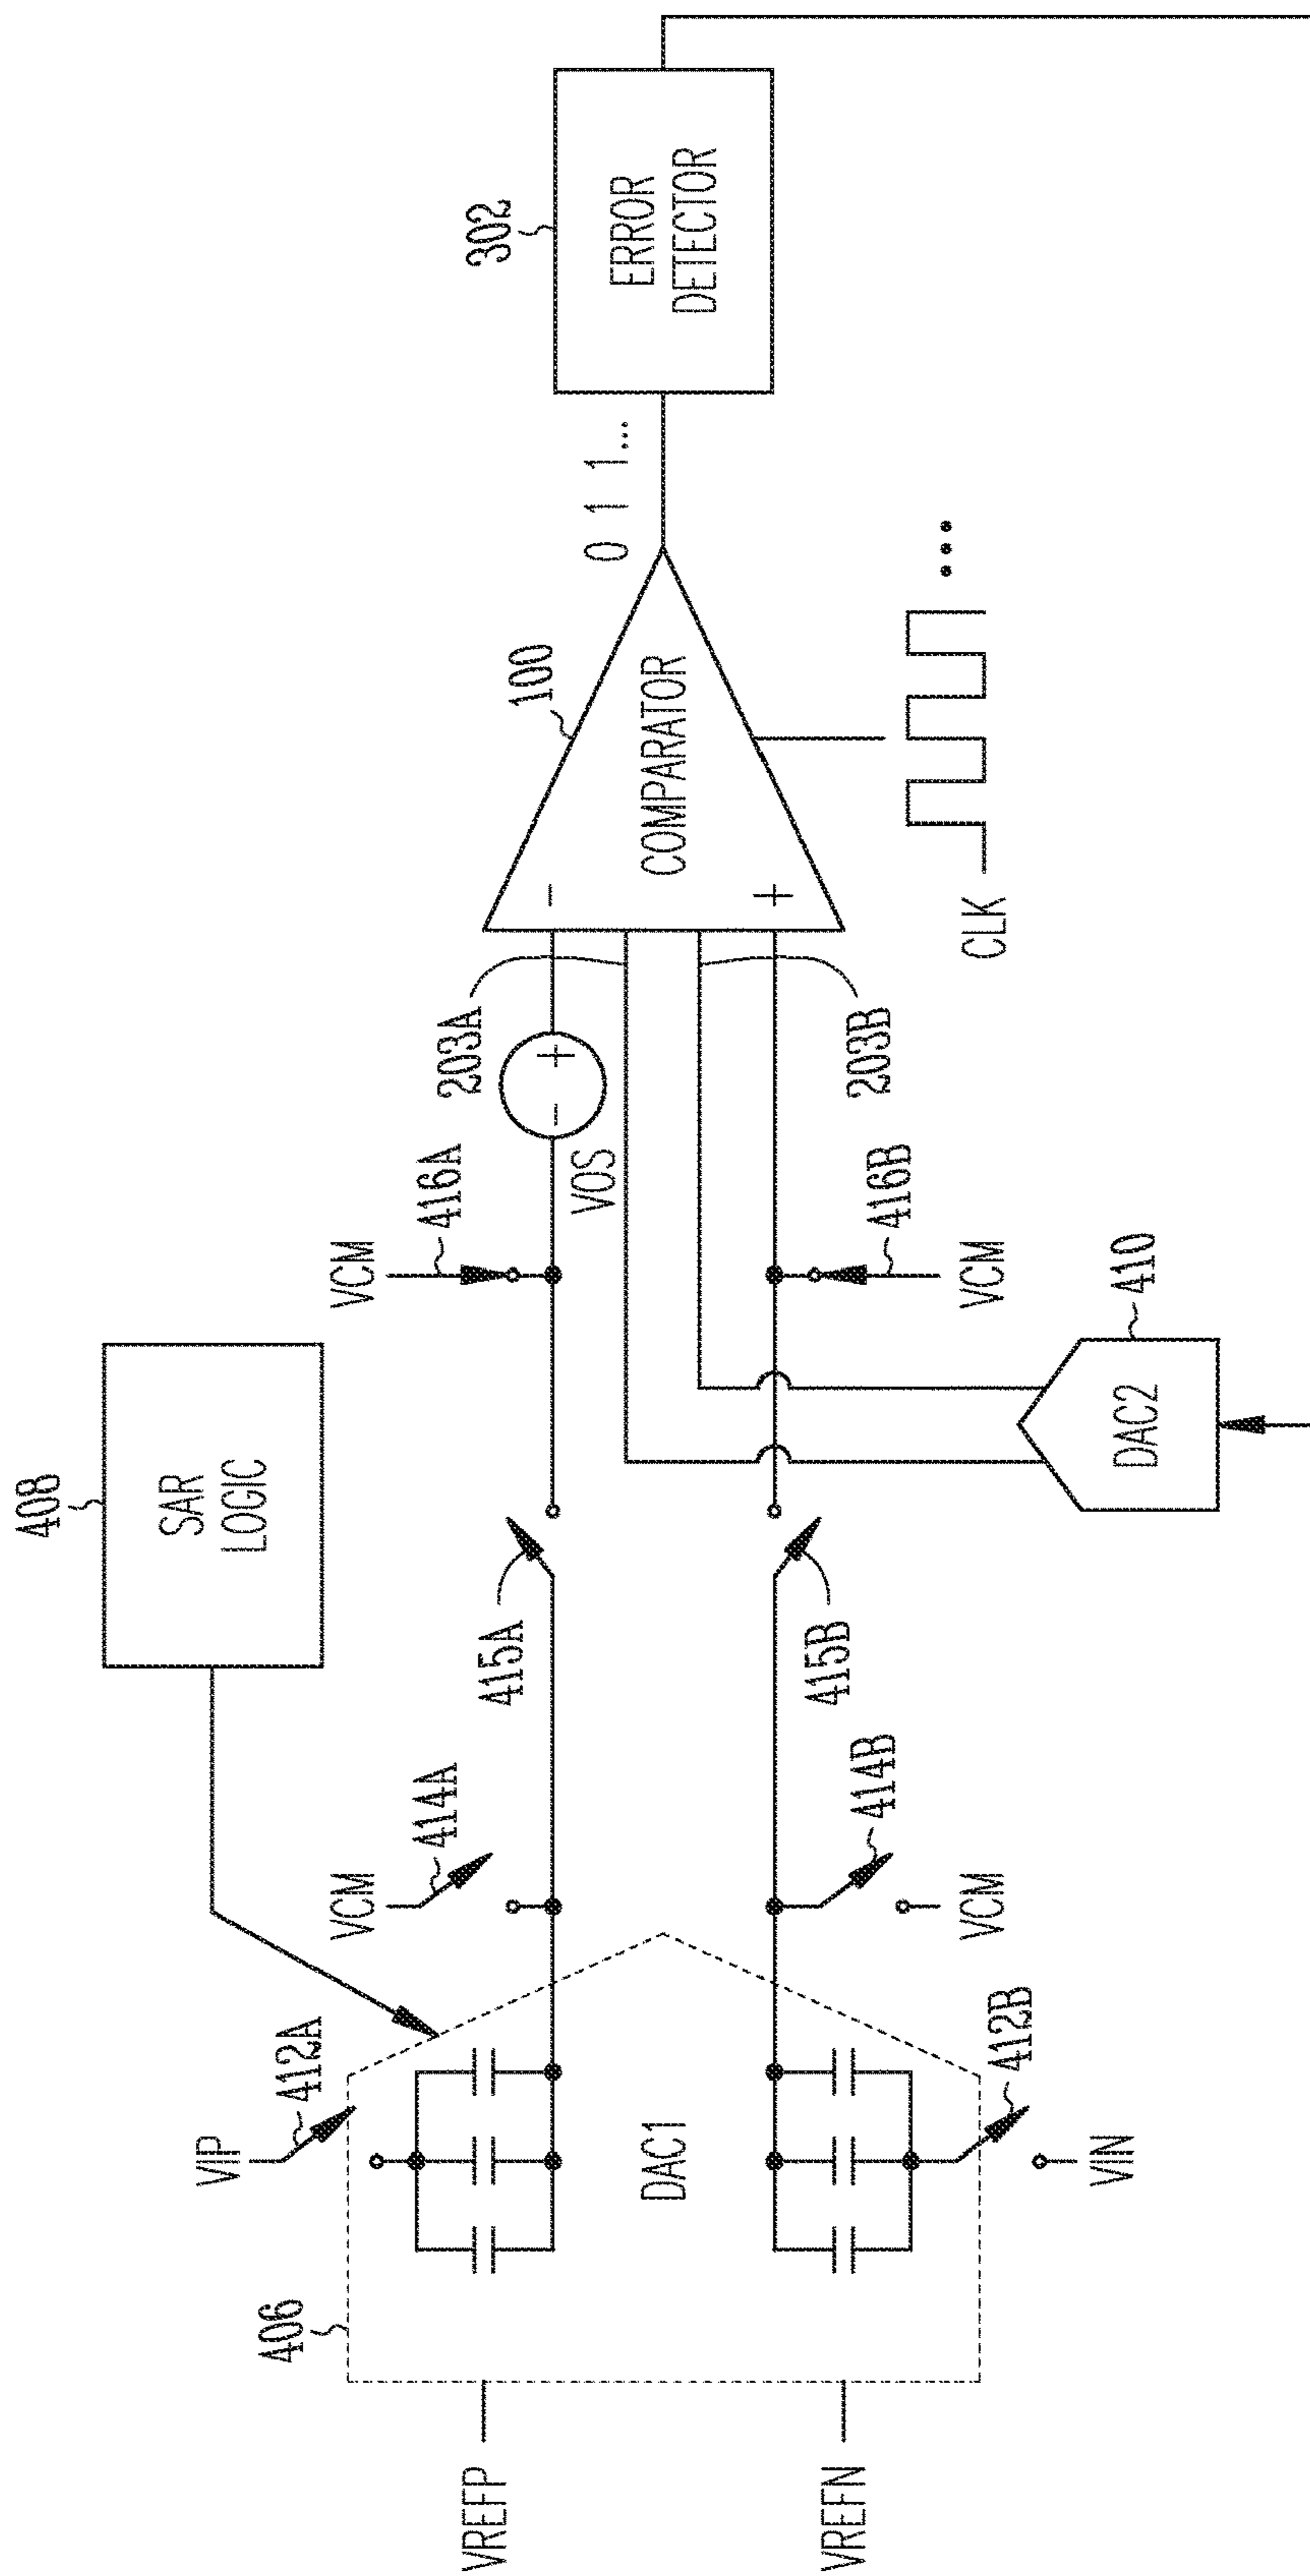 408
SAR
LOGIC
VIP
412A
VCM
414A
VCM
416A
406
VREFP
VREFN
DAC1
415A
VOS
203A
- +
-
100
COMPARATOR
+
0 1 1...
302
ERROR
DETECTOR
415B
203B
412B
VIN
414B
VCM
416B
VCM
CLK
...
DAC2
410